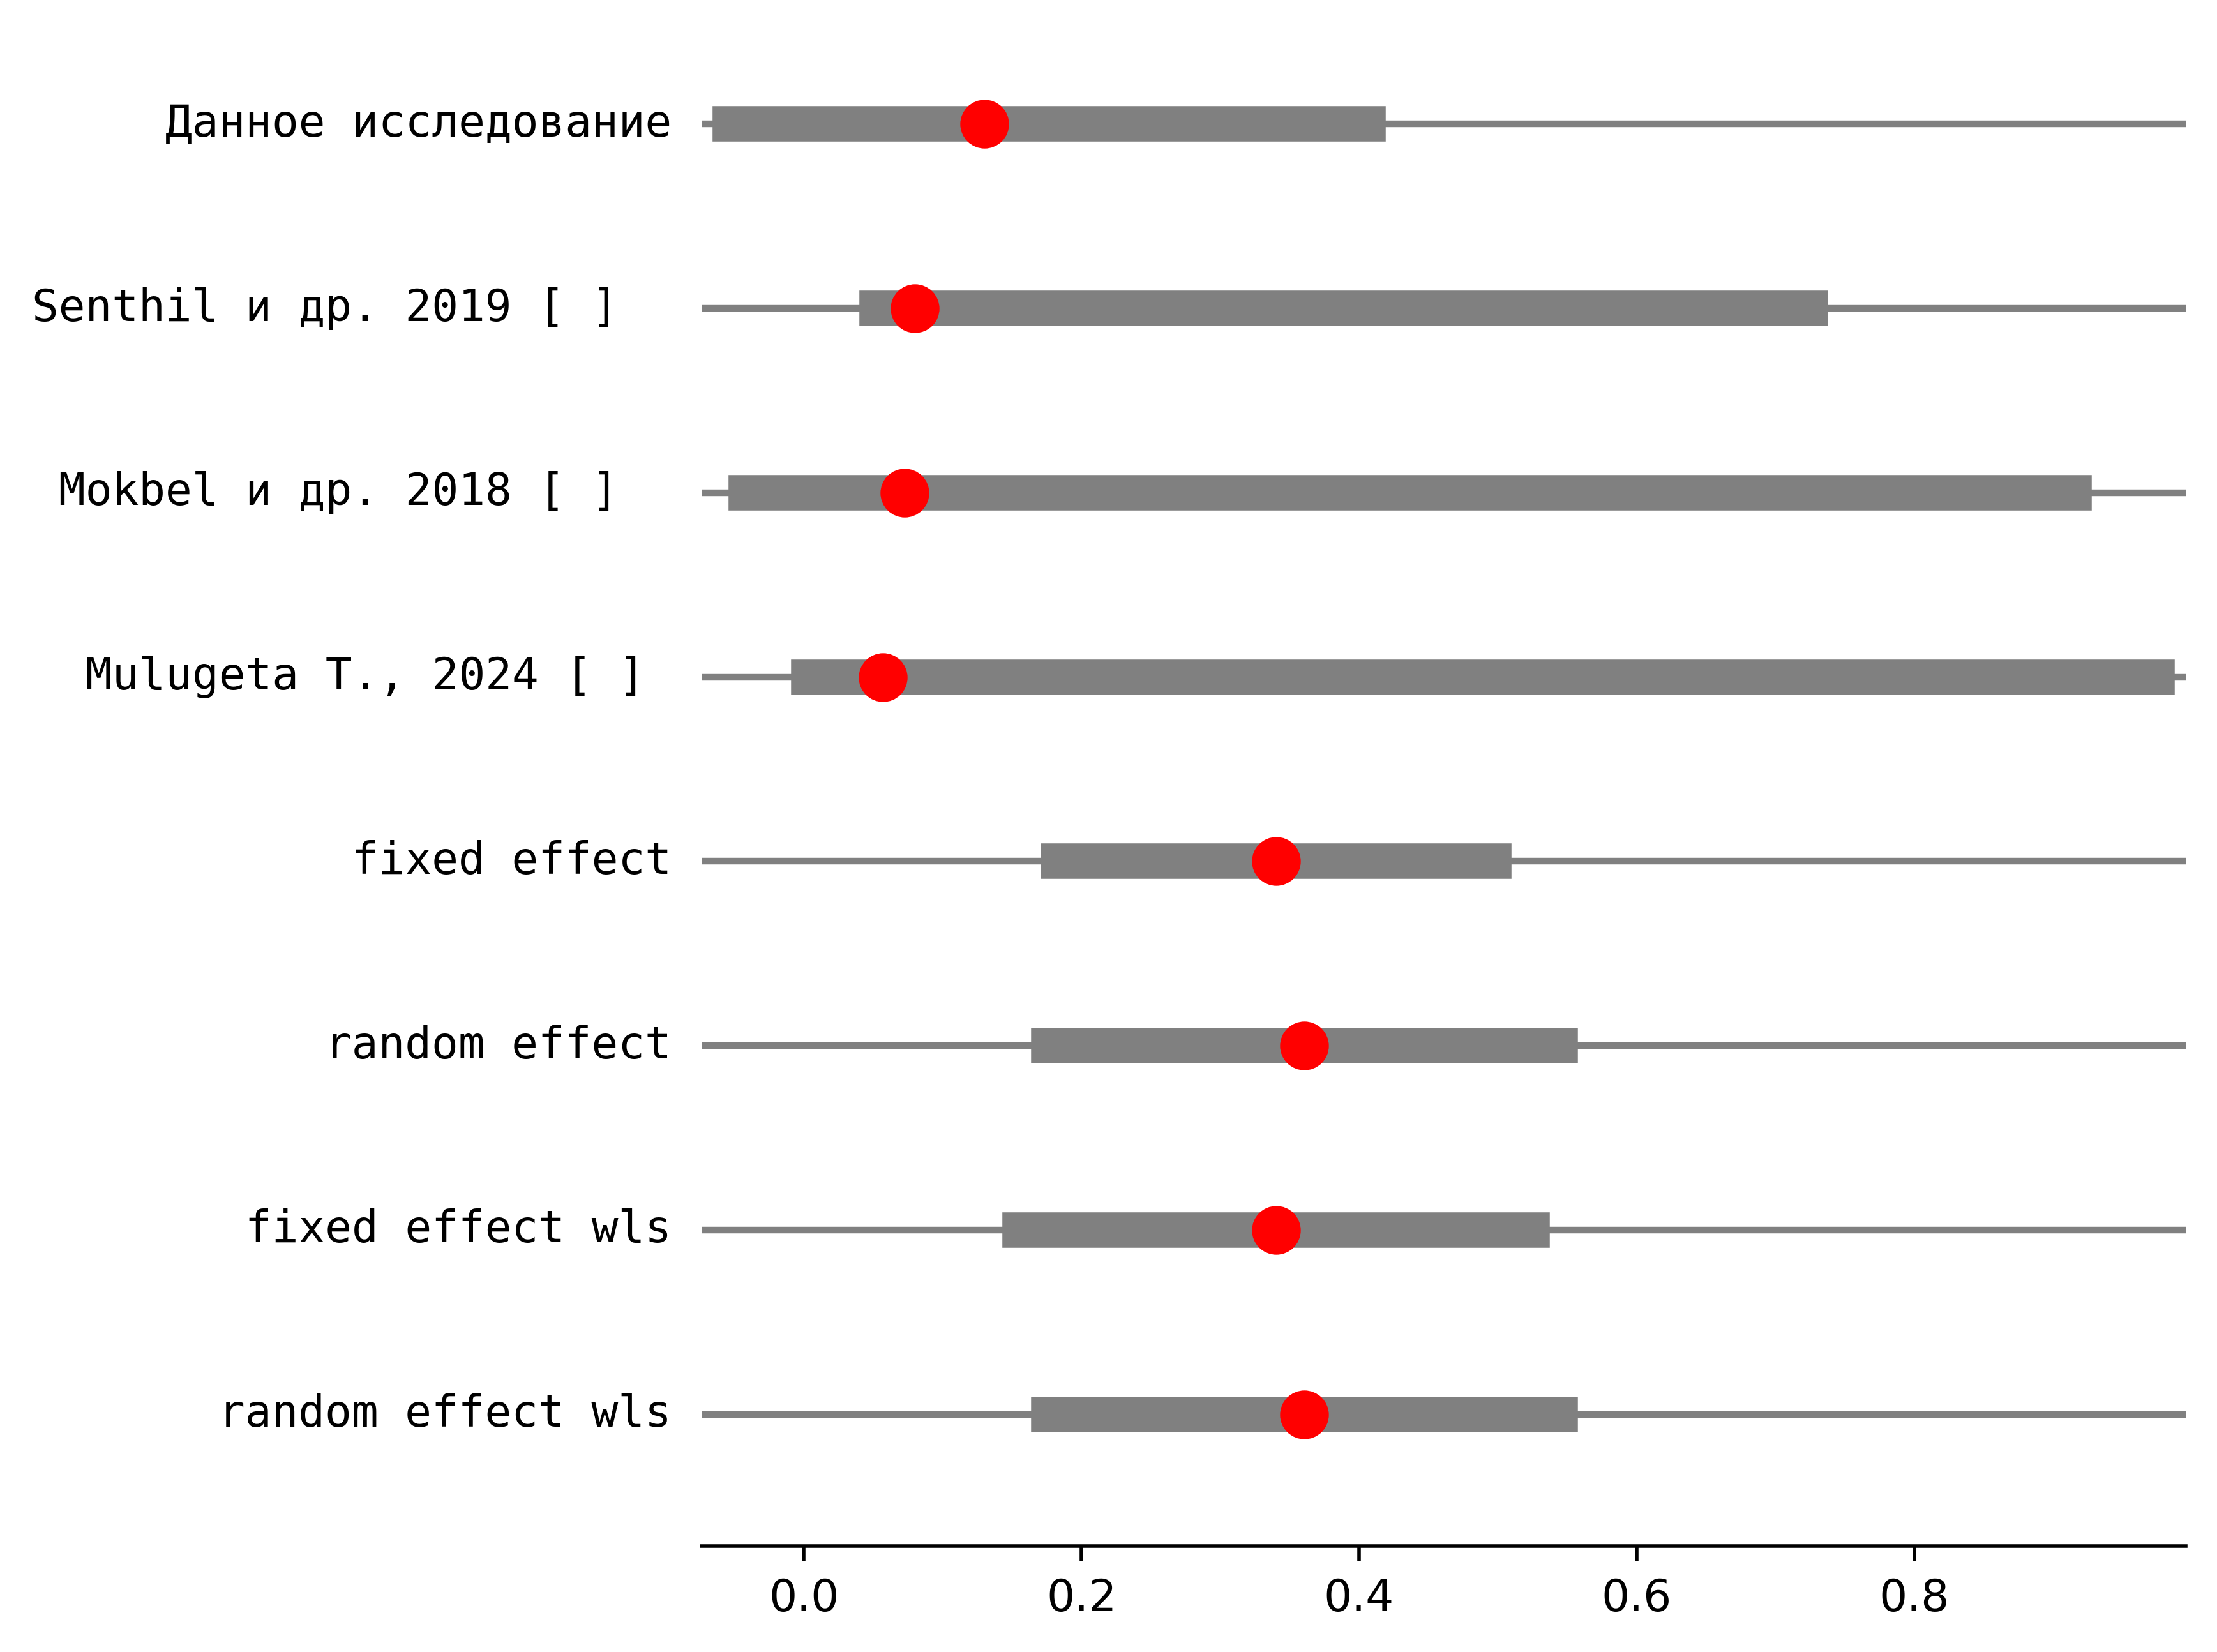 Данное исследование
Senthil и др. 2019 [ ]
Mokbel и др. 2018 [ ]
Mulugeta T., 2024 [ ]
fixed effect
random effect
fixed effect wls
random effect wls
0.0 0.2 0.4 0.6 0.8